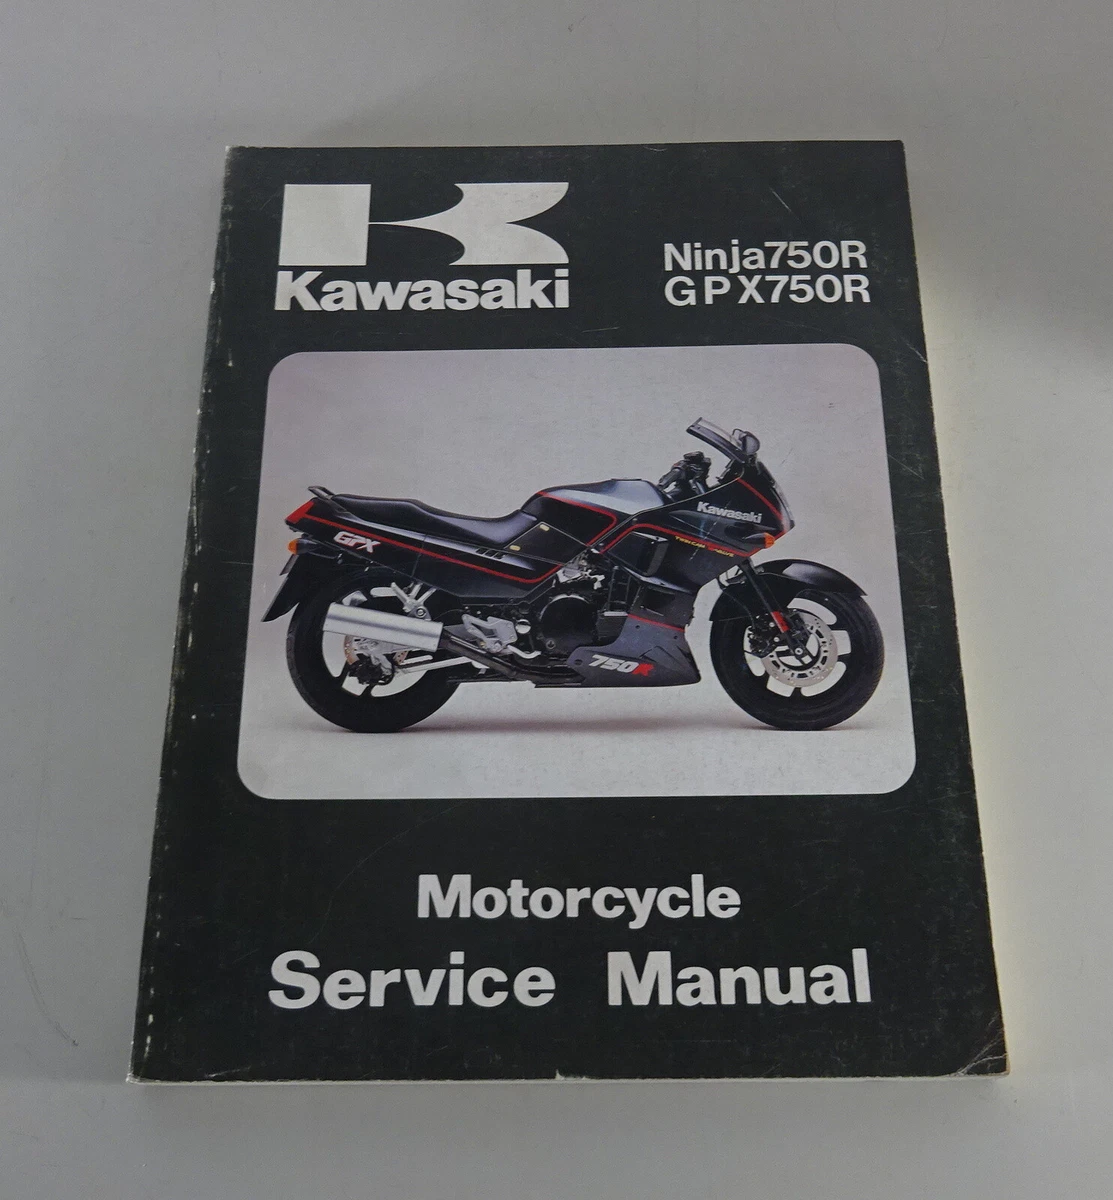 Kawasaki
Ninja750R
GPX750R
Kawasaki
GPX
750R
Motorcycle
Service Manual